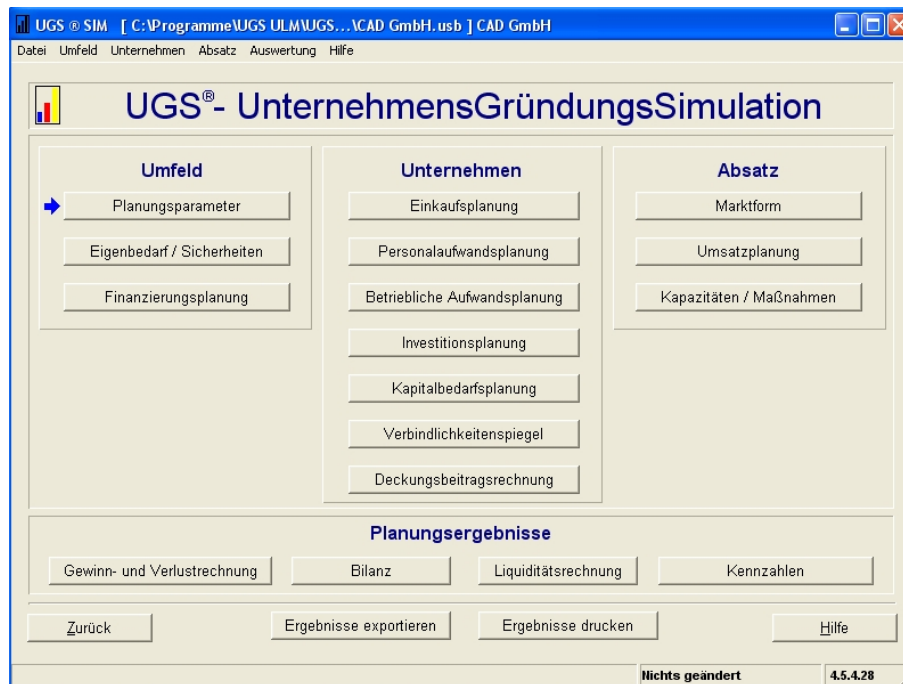 UGS ® SIM [ C:\Programme\UGS ULM\UGS...\CAD GmbH.usb ] CAD GmbH
Datei Umfeld Unternehmen Absatz Auswertung Hilfe
UGS®- UnternehmensGründungsSimulation
Umfeld
Planungsparameter
Eigenbedarf / Sicherheiten
Finanzierungsplanung
Unternehmen
Einkaufsplanung
Personalaufwandsplanung
Betriebliche Aufwandsplanung
Investitionsplanung
Kapitalbedarfsplanung
Verbindlichkeitenspiegel
Deckungsbeitragsrechnung
Absatz
Marktform
Umsatzplanung
Kapazitäten / Maßnahmen
Planungsergebnisse
Gewinn- und Verlustrechnung Bilanz Liquiditätsrechnung Kennzahlen
Zurück Ergebnisse exportieren Ergebnisse drucken Hilfe
Nichts geändert 4.5.4.28